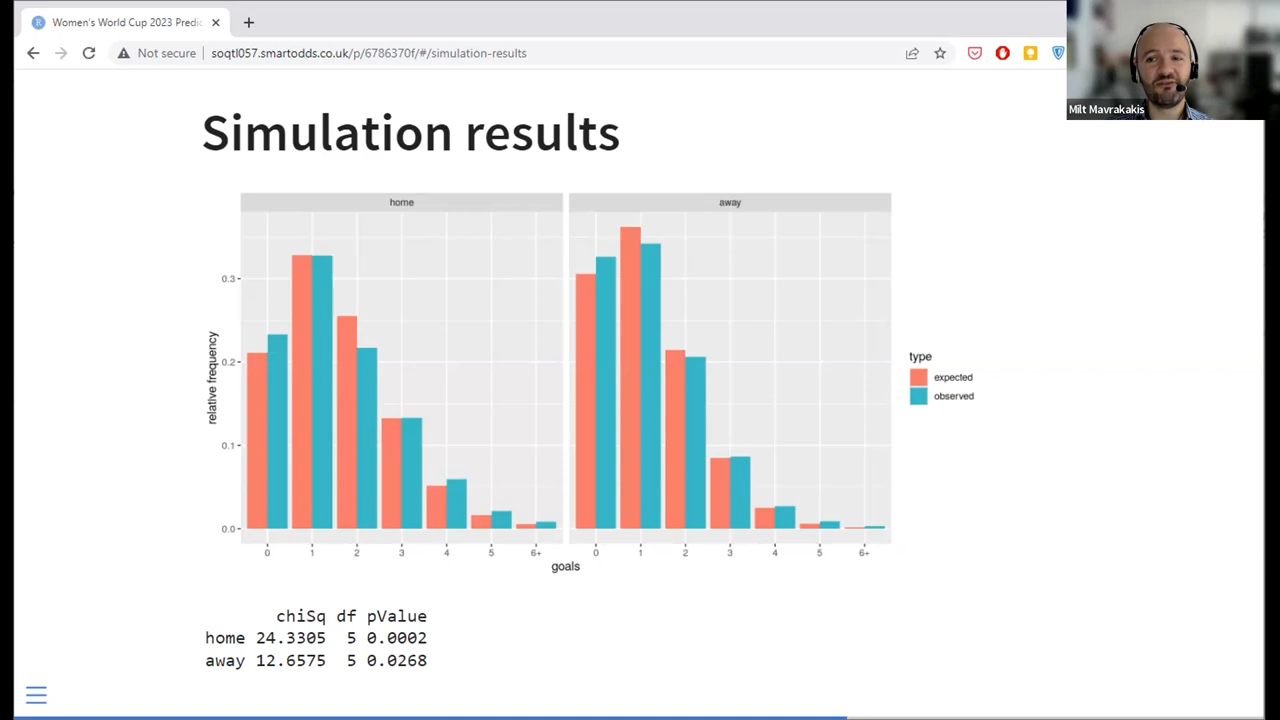 Women's World Cup 2023 Predic
Not secure
soqtl057.smartodds.co.uk/p/6786370f/#/simulation-results
Milt Mavrakakis
Simulation results
home
away
relative frequency
0.3
0.2
0.1
0.0
0 1 2 3 4 5 6+
0 1 2 3 4 5 6+
goals
type
expected
observed
chiSq df pValue
home 24.3305 5 0.0002
away 12.6575 5 0.0268